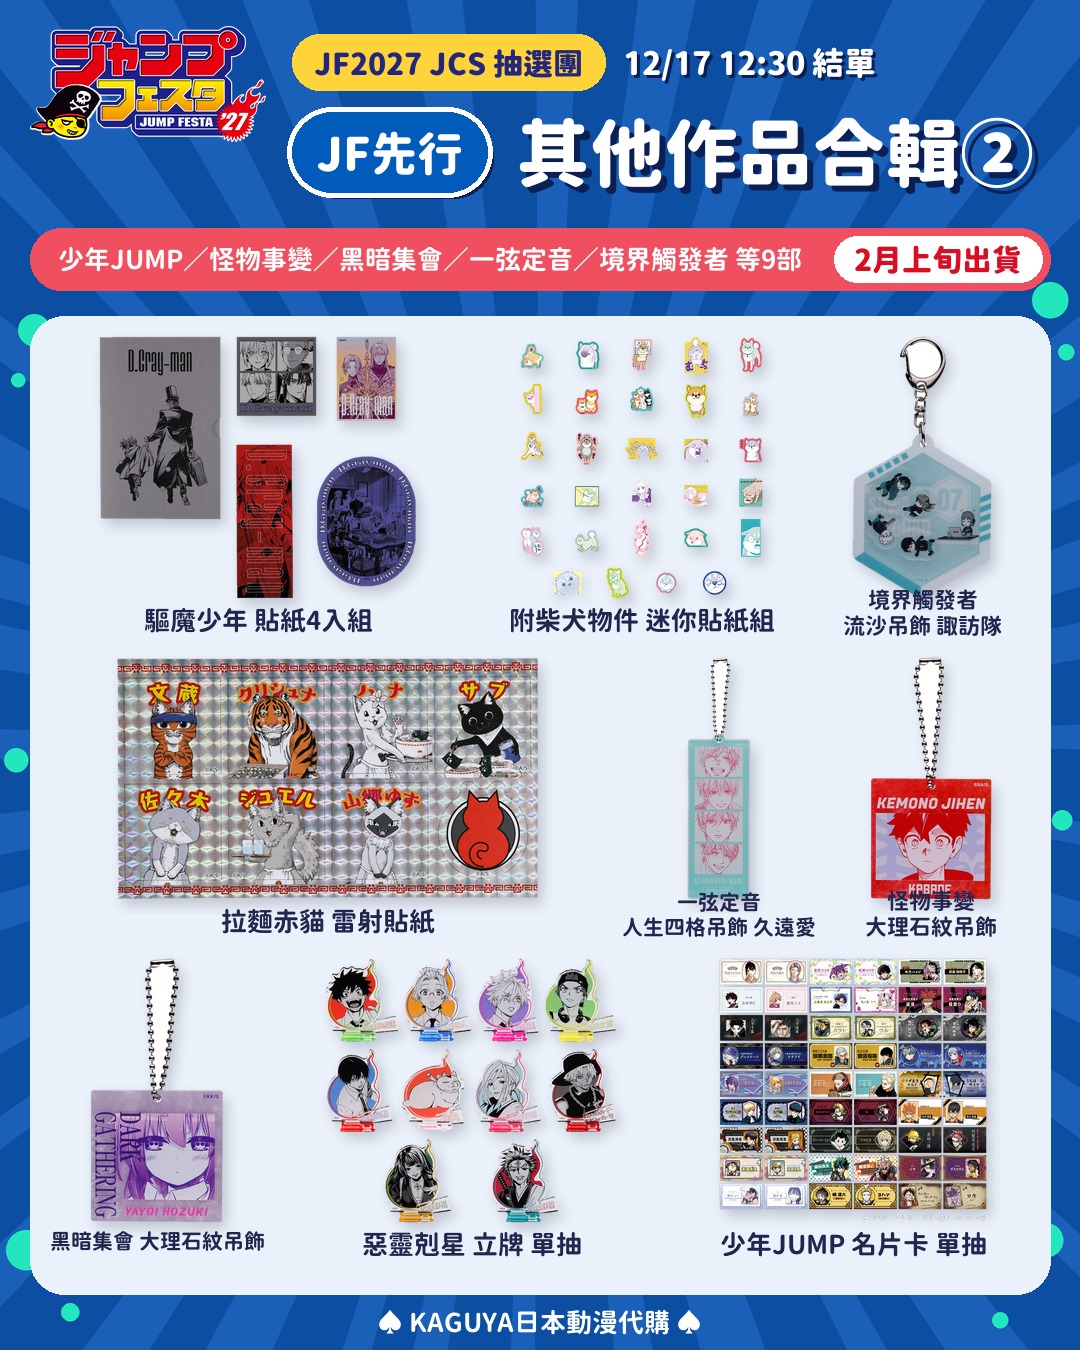 ジャンプ
フェスタ
JUMP FESTA '27
JF2027 JCS 抽選團
12/17 12:30 結單
JF先行
其他作品合輯②
少年JUMP／怪物事變／黑暗集會／一弦定音／境界觸發者 等9部
2月上旬出貨
D.Gray-man
D.Gray-man
驅魔少年 貼紙4入組
附柴犬物件 迷你貼紙組
境界觸發者
流沙吊飾 諏訪隊
文蔵
クリシュナ
ハナ
サブ
佐々木
ジュエル
山郷ゆず
拉麵赤貓 雷射貼紙
一弦定音
人生四格吊飾 久遠愛
KEMONO JIHEN
KABANE
怪物事變
大理石紋吊飾
DARK GATHERING
YAYOI HOZUKI
黑暗集會 大理石紋吊飾
惡靈剋星 立牌 單抽
少年JUMP 名片卡 單抽
♠ KAGUYA日本動漫代購 ♠